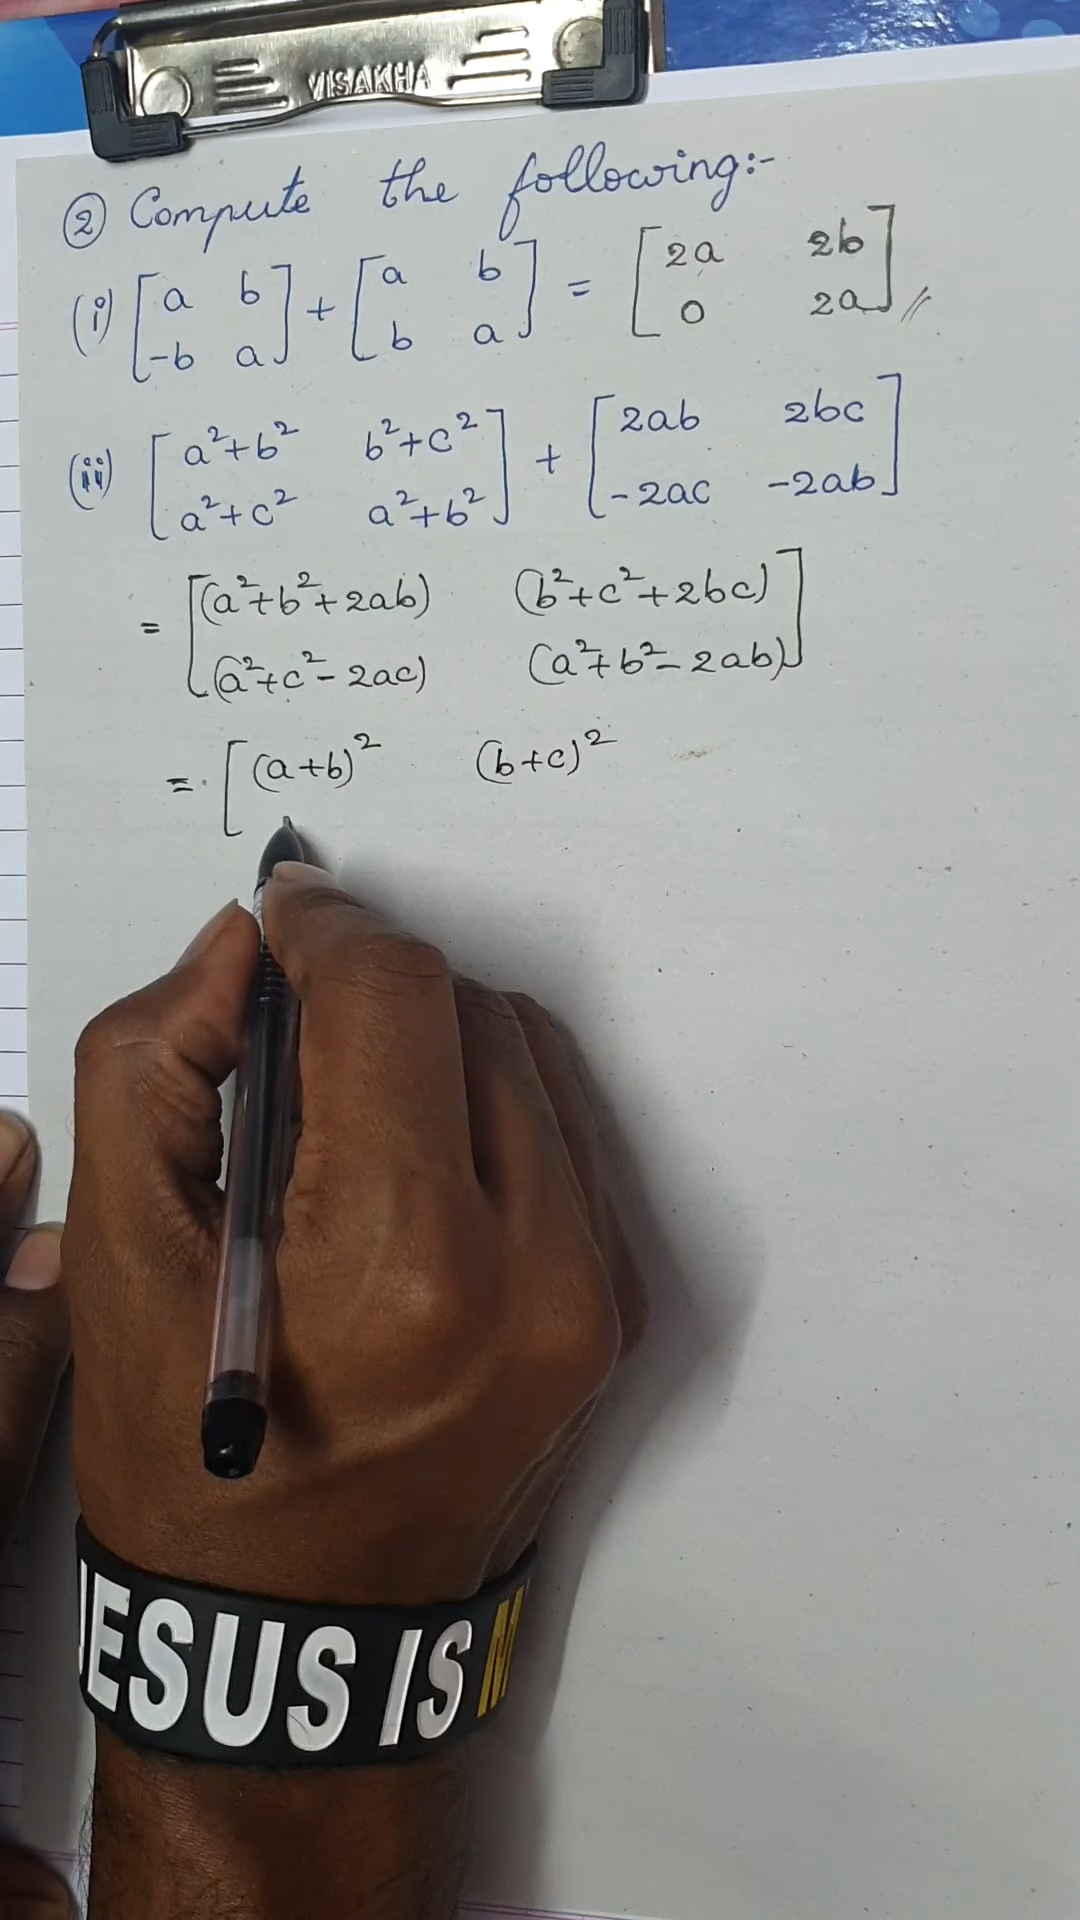 VISAKHA
② Compute the following:-
(i) [a b; -b a] + [a b; b a] = [2a 2b; 0 2a] //
(ii) [a²+b² b²+c²; a²+c² a²+b²] + [2ab 2bc; -2ac -2ab]
= [(a²+b²+2ab) (b²+c²+2bc); (a²+c²-2ac) (a²+b²-2ab)]
= [(a+b)² (b+c)²
JESUS IS M